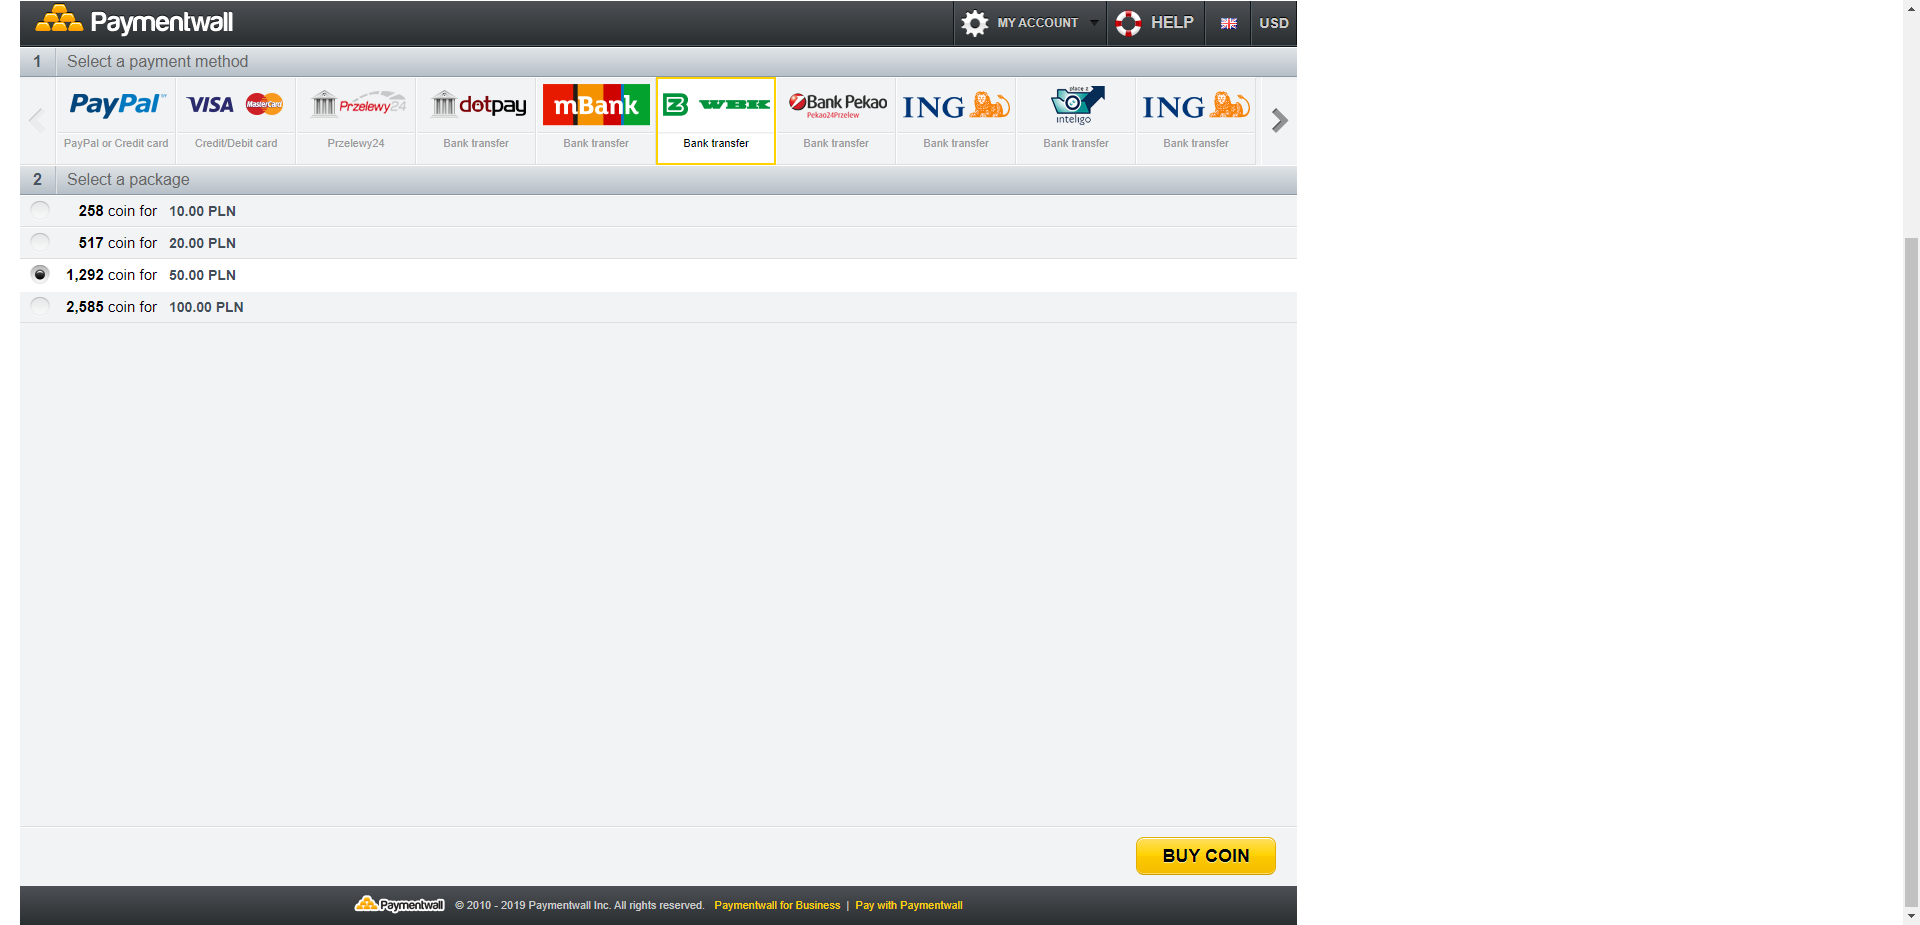 Paymentwall
MY ACCOUNT
HELP
USD
1 Select a payment method
PayPal
VISA MasterCard
Przelewy24
dotpay
mBank
B WBK
Bank Pekao
Pekao24Przelew
ING
place z
inteligo
ING
PayPal or Credit card
Credit/Debit card
Przelewy24
Bank transfer
Bank transfer
Bank transfer
Bank transfer
Bank transfer
Bank transfer
Bank transfer
2 Select a package
258 coin for 10.00 PLN
517 coin for 20.00 PLN
1,292 coin for 50.00 PLN
2,585 coin for 100.00 PLN
BUY COIN
Paymentwall © 2010 - 2019 Paymentwall Inc. All rights reserved. Paymentwall for Business | Pay with Paymentwall